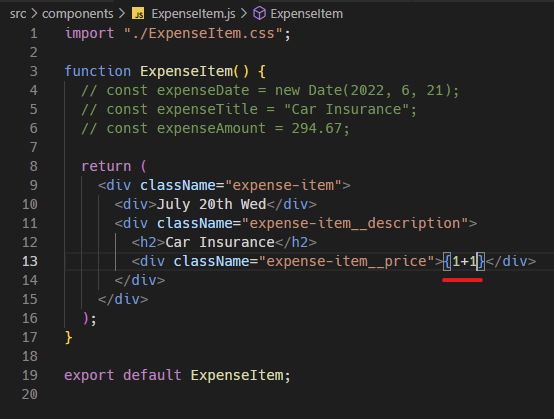 src > components > JS ExpenseItem.js > ExpenseItem
1 import "./ExpenseItem.css";
2
3 function ExpenseItem() {
4 // const expenseDate = new Date(2022, 6, 21);
5 // const expenseTitle = "Car Insurance";
6 // const expenseAmount = 294.67;
7
8 return (
9 <div className="expense-item">
10 <div>July 20th Wed</div>
11 <div className="expense-item__description">
12 <h2>Car Insurance</h2>
13 <div className="expense-item__price">{1+1}</div>
14 </div>
15 </div>
16 );
17 }
18
19 export default ExpenseItem;
20